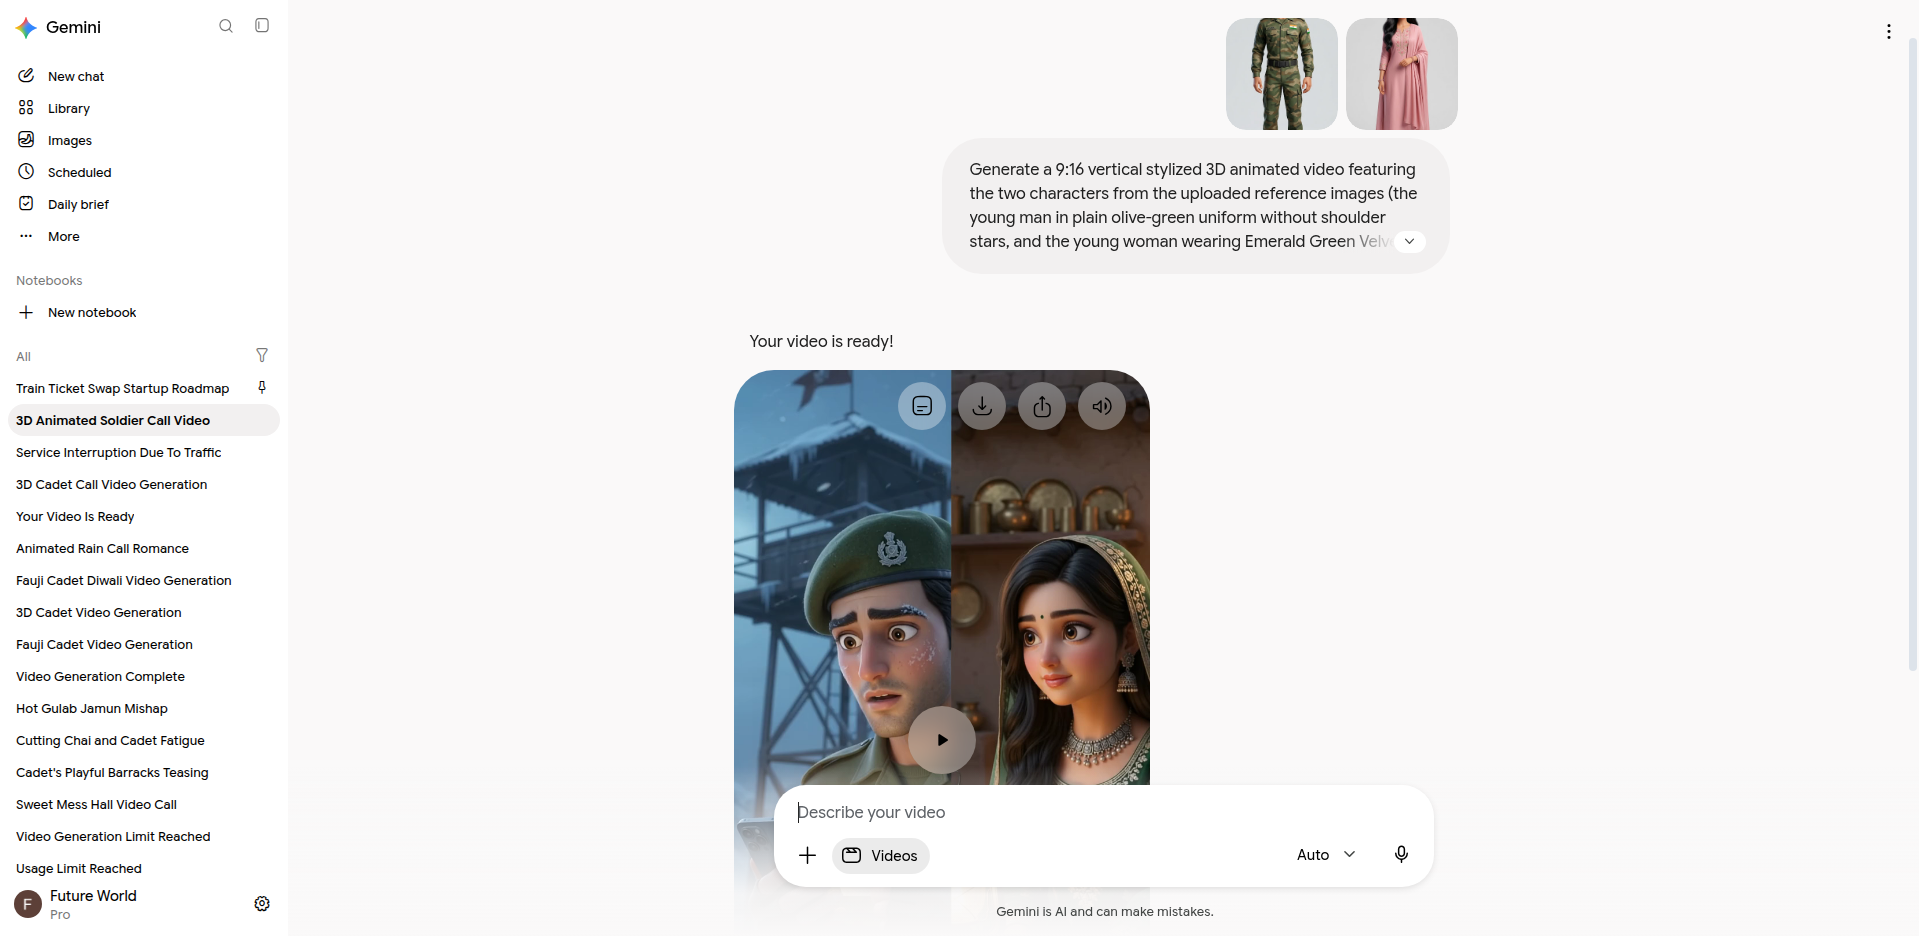 Gemini
New chat
Library
Images
Scheduled
Daily brief
More
Notebooks
New notebook
All
Train Ticket Swap Startup Roadmap
3D Animated Soldier Call Video
Service Interruption Due To Traffic
3D Cadet Call Video Generation
Your Video Is Ready
Animated Rain Call Romance
Fauji Cadet Diwali Video Generation
3D Cadet Video Generation
Fauji Cadet Video Generation
Video Generation Complete
Hot Gulab Jamun Mishap
Cutting Chai and Cadet Fatigue
Cadet's Playful Barracks Teasing
Sweet Mess Hall Video Call
Video Generation Limit Reached
Usage Limit Reached
F
Future World
Pro
Generate a 9:16 vertical stylized 3D animated video featuring
the two characters from the uploaded reference images (the
young man in plain olive-green uniform without shoulder
stars, and the young woman wearing Emerald Green Velv
Your video is ready!
Describe your video
Videos
Auto
Gemini is AI and can make mistakes.